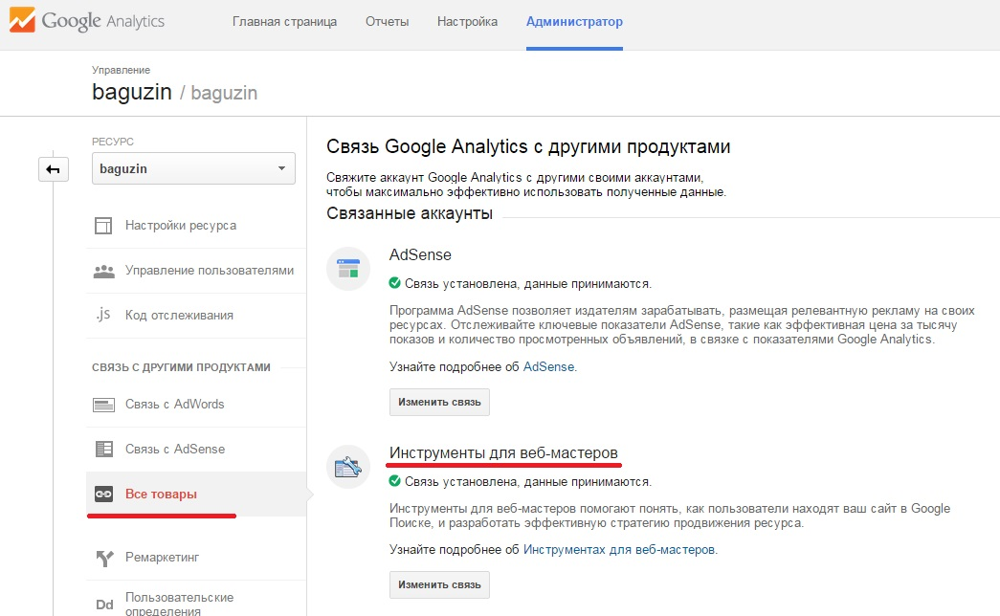 Google Analytics
Главная страница Отчеты Настройка Администратор
Управление
baguzin / baguzin
РЕСУРС
baguzin
Настройки ресурса
Управление пользователями
.js Код отслеживания
СВЯЗЬ С ДРУГИМИ ПРОДУКТАМИ
Связь с AdWords
Связь с AdSense
Все товары
Ремаркетинг
Dd Пользовательские
определения
Связь Google Analytics с другими продуктами
Свяжите аккаунт Google Analytics с другими своими аккаунтами,
чтобы максимально эффективно использовать полученные данные.
Связанные аккаунты
AdSense
Связь установлена, данные принимаются.
Программа AdSense позволяет издателям зарабатывать, размещая релевантную рекламу на своих
ресурсах. Отслеживайте ключевые показатели AdSense, такие как эффективная цена за тысячу
показов и количество просмотренных объявлений, в связке с показателями Google Analytics.
Узнайте подробнее об AdSense.
Изменить связь
Инструменты для веб-мастеров
Связь установлена, данные принимаются.
Инструменты для веб-мастеров помогают понять, как пользователи находят ваш сайт в Google
Поиске, и разработать эффективную стратегию продвижения ресурса.
Узнайте подробнее об Инструментах для веб-мастеров.
Изменить связь